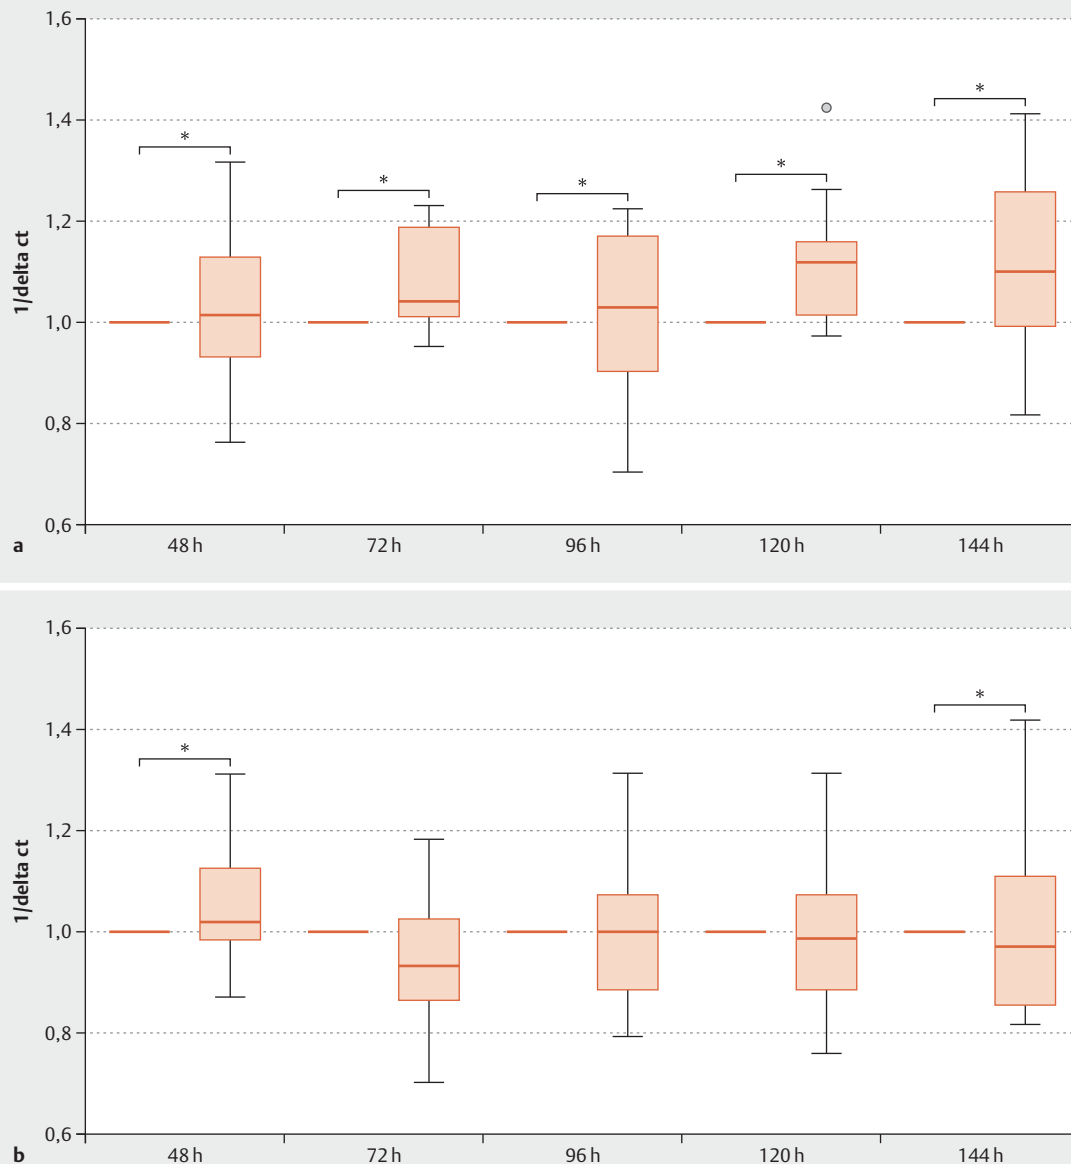 1,6
1,4
1,2
1,0
0,8
0,6
1/delta ct
* * * * *
a 48 h 72 h 96 h 120 h 144 h
1,6
1,4
1,2
1,0
0,8
0,6
1/delta ct
* *
b 48 h 72 h 96 h 120 h 144 h